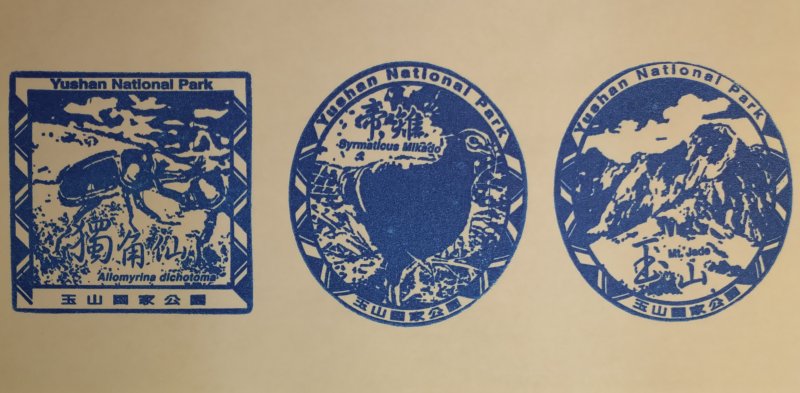 Yushan National Park
獨角仙
Allomyrina dichotoma
玉山國家公園
Yushan National Park
帝雉
Syrmaticus Mikado
玉山國家公園
Yushan National Park
Mt. Jade
玉山
玉山國家公園